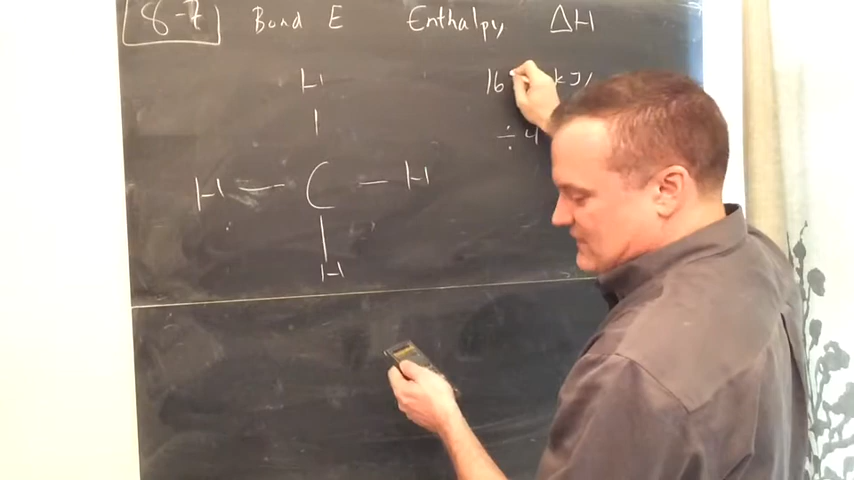 8-7 Bond E Enthalpy ΔH
H
16 kJ/
|
÷ 4
H — C — H
|
H